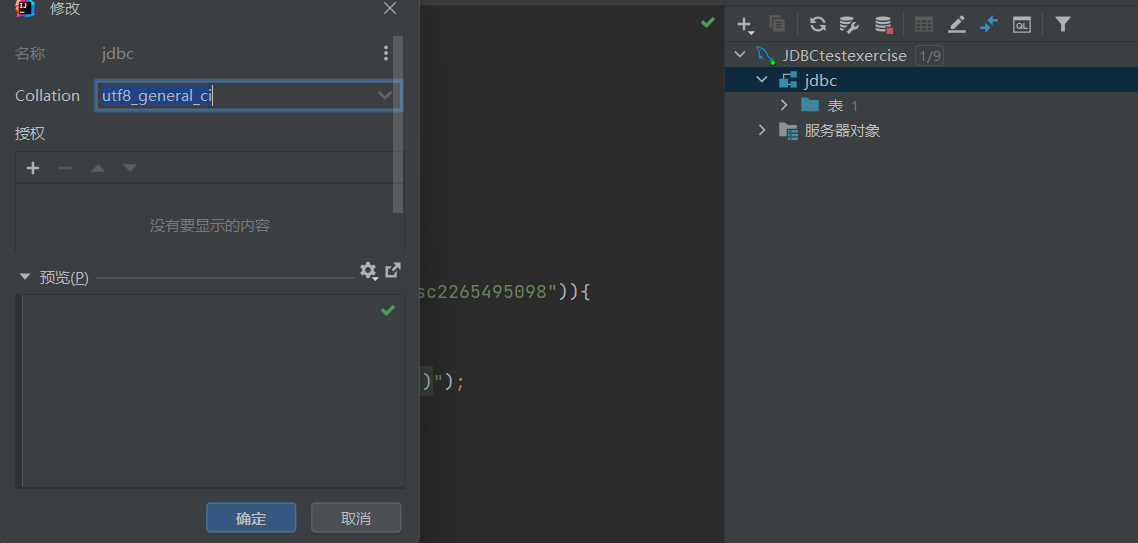 修改
名称 jdbc
Collation utf8_general_ci
授权
没有要显示的内容
预览(P)
确定 取消
sc2265495098")){
)");
QL
JDBCtestexercise 1/9
jdbc
表 1
服务器对象